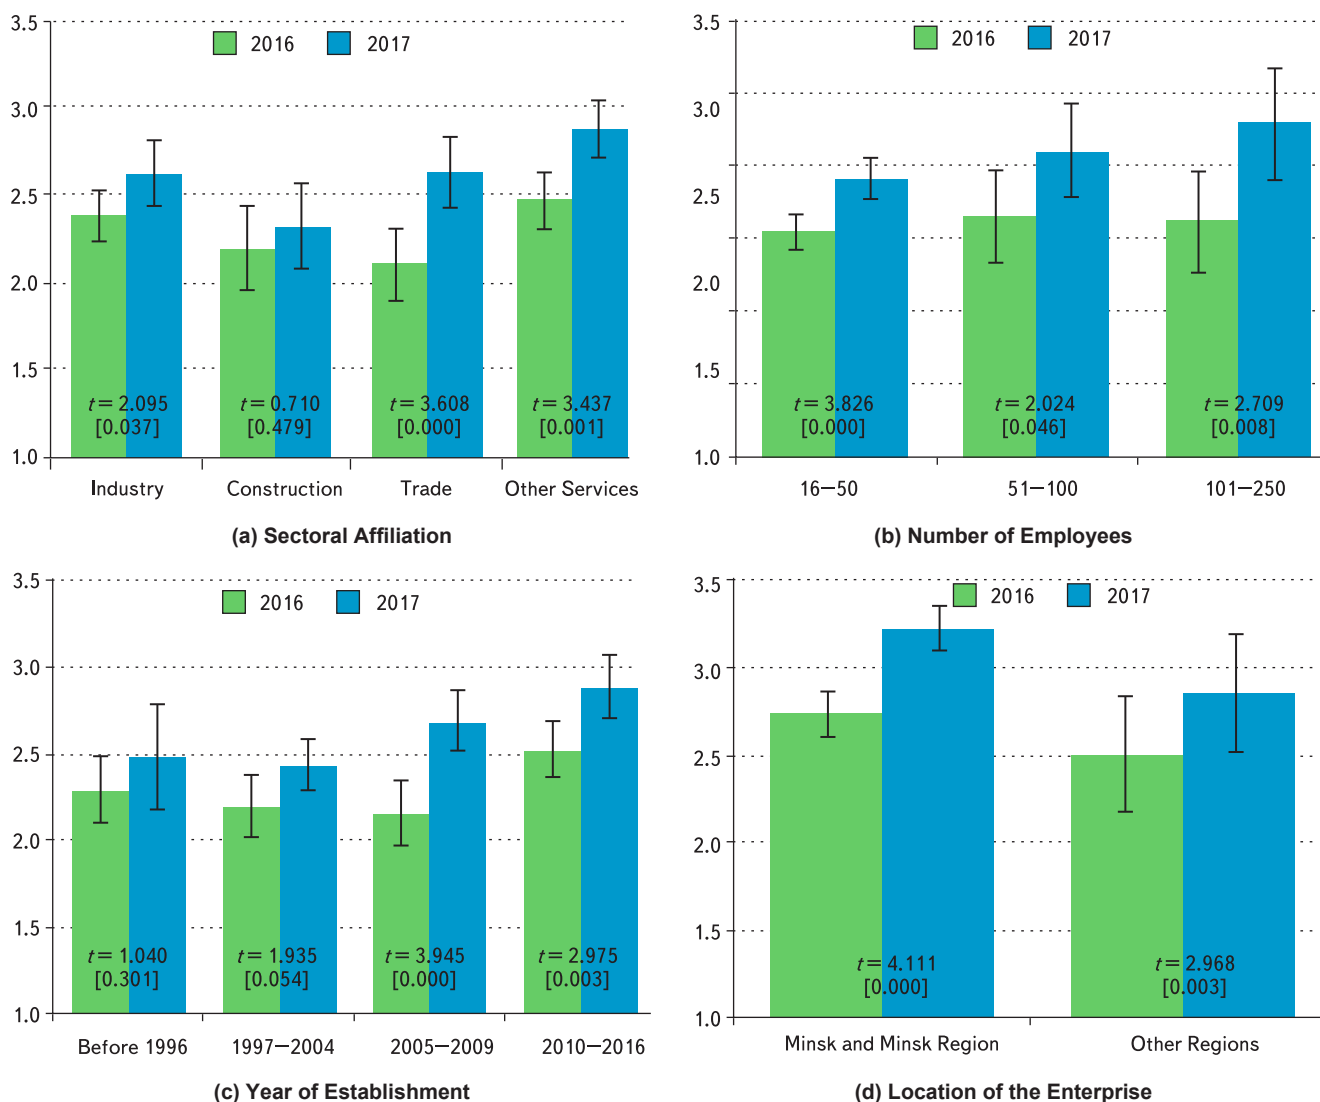 3.5
3.0
2.5
2.0
1.5
1.0
2016 2017
t = 2.095 t = 0.710 t = 3.608 t = 3.437
[0.037] [0.479] [0.000] [0.001]
Industry Construction Trade Other Services
(a) Sectoral Affiliation
3.5
3.0
2.5
2.0
1.5
1.0
2016 2017
t = 3.826 t = 2.024 t = 2.709
[0.000] [0.046] [0.008]
16–50 51–100 101–250
(b) Number of Employees
3.5
3.0
2.5
2.0
1.5
1.0
2016 2017
t = 1.040 t = 1.935 t = 3.945 t = 2.975
[0.301] [0.054] [0.000] [0.003]
Before 1996 1997–2004 2005–2009 2010–2016
(c) Year of Establishment
3.5
3.0
2.5
2.0
1.5
1.0
2016 2017
t = 4.111 t = 2.968
[0.000] [0.003]
Minsk and Minsk Region Other Regions
(d) Location of the Enterprise